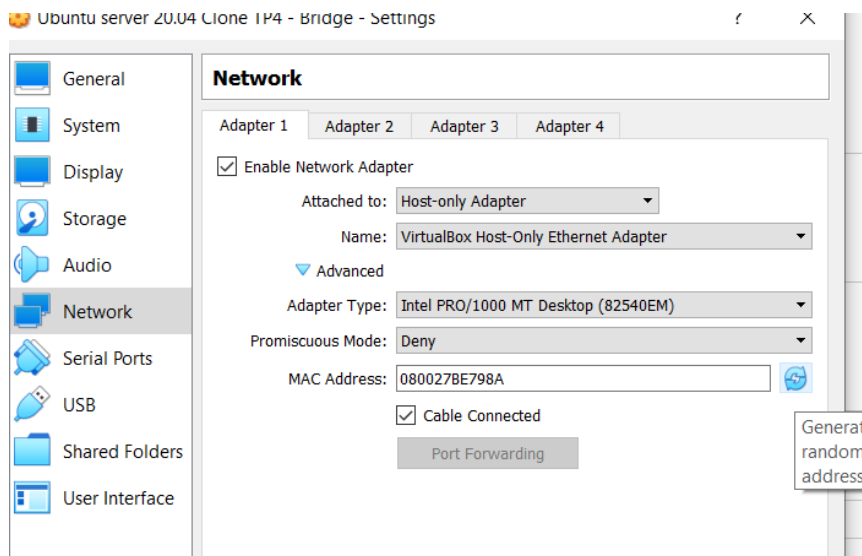 Ubuntu server 20.04 Clone TP4 - Bridge - Settings ?
General
System
Display
Storage
Audio
Network
Serial Ports
USB
Shared Folders
User Interface
Network
Adapter 1 Adapter 2 Adapter 3 Adapter 4
Enable Network Adapter
Attached to: Host-only Adapter
Name: VirtualBox Host-Only Ethernet Adapter
Advanced
Adapter Type: Intel PRO/1000 MT Desktop (82540EM)
Promiscuous Mode: Deny
MAC Address: 080027BE798A
Cable Connected
Port Forwarding
Generat
random
address